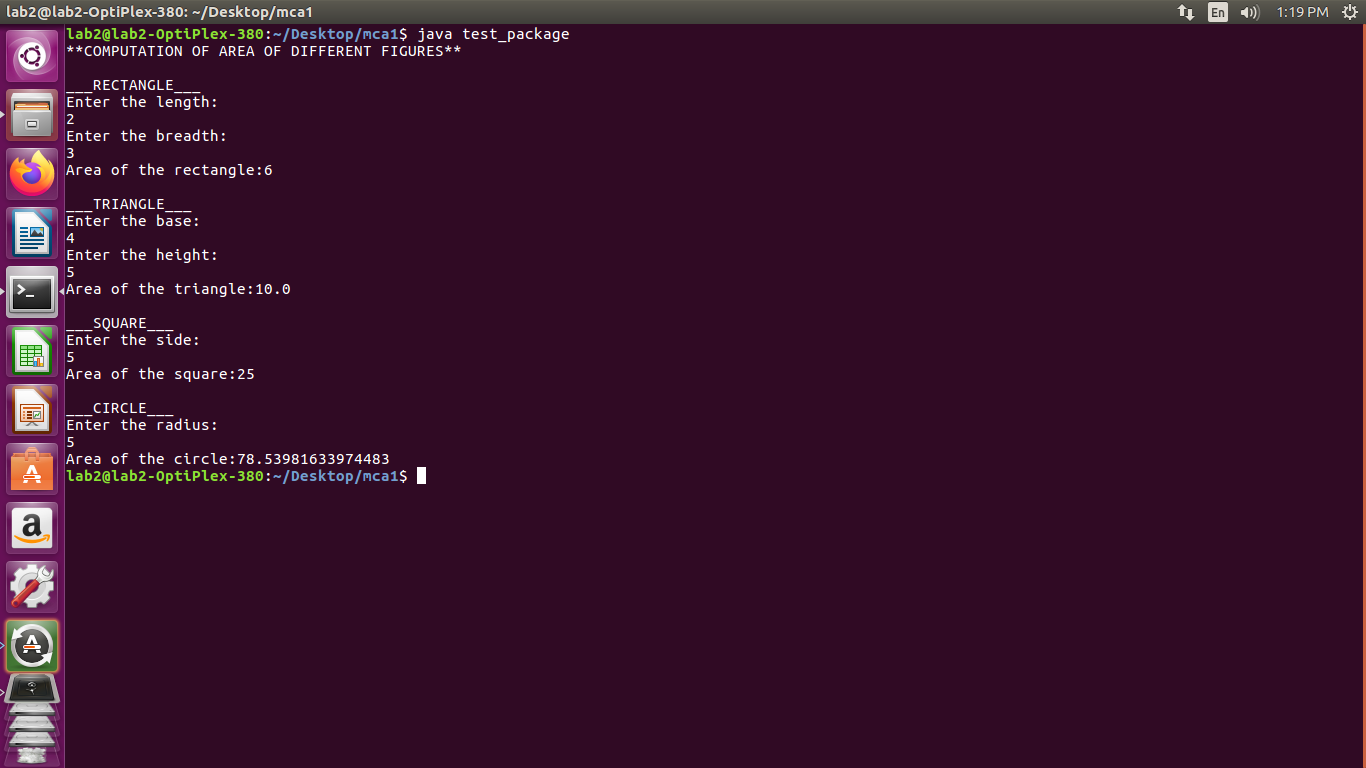 lab2@lab2-OptiPlex-380: ~/Desktop/mca1
En
1:19 PM
lab2@lab2-OptiPlex-380:~/Desktop/mca1$ java test_package
**COMPUTATION OF AREA OF DIFFERENT FIGURES**
___RECTANGLE___
Enter the length:
2
Enter the breadth:
3
Area of the rectangle:6
___TRIANGLE___
Enter the base:
4
Enter the height:
5
Area of the triangle:10.0
___SQUARE___
Enter the side:
5
Area of the square:25
___CIRCLE___
Enter the radius:
5
Area of the circle:78.53981633974483
lab2@lab2-OptiPlex-380:~/Desktop/mca1$